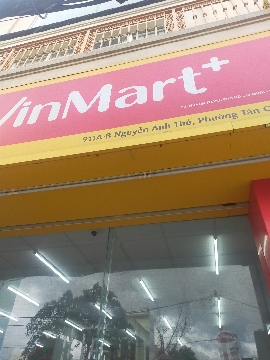 VinMart+
911A-B Nguyễn Ảnh Thủ, Phường Tân C